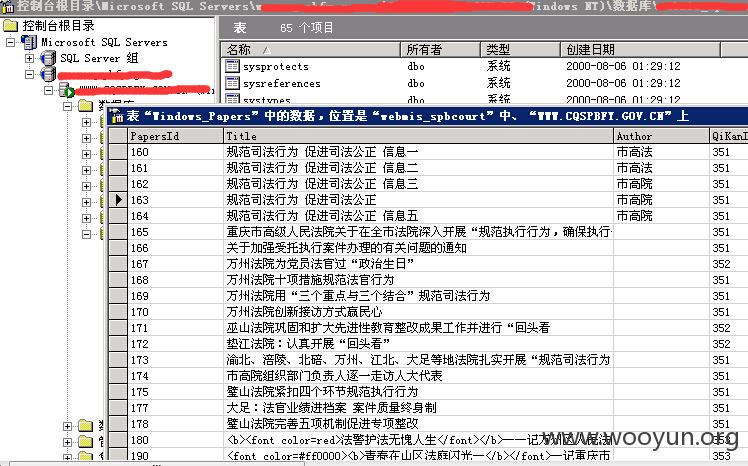 控制台根目录\Microsoft SQL Servers\w
indows NT)\数据库\
控制台根目录
Microsoft SQL Servers
SQL Server 组
表 65 个项目
名称 所有者 类型 创建日期
sysprotects dbo 系统 2000-08-06 01:29:12
sysreferences dbo 系统 2000-08-06 01:29:12
systypes dbo 系统 2000-08-06 01:29:12
表“Windows_Papers”中的数据,位置是“webmis_spbcourt”中、“WWW.CQSPBFY.GOV.CN”上
PapersId Title Author QiKanI
160 规范司法行为 促进司法公正 信息一 市高法 351
161 规范司法行为 促进司法公正 信息二 市高法 351
162 规范司法行为 促进司法公正 信息三 市高院 351
163 规范司法行为 促进司法公正 市高院 351
164 规范司法行为 促进司法公正 信息五 市高院 351
165 重庆市高级人民法院关于在全市法院深入开展“规范执行行为,确保执行 351
166 关于加强受托执行案件办理的有关问题的通知 351
167 万州法院为党员法官过“政治生日” 352
168 万州法院十项措施规范法官行为 351
169 万州法院用“三个重点与三个结合”规范司法行为 351
170 万州法院创新接访方式赢民心 351
171 巫山法院巩固和扩大先进性教育整改成果工作并进行“回头看 352
172 垫江法院:认真开展“回头看” 352
173 渝北、涪陵、北碚、万州、江北、大足等地法院扎实开展“规范司法行为 351
174 市高院组织部门负责人逐一走访人大代表 351
175 璧山法院紧扣四个环节规范执行行为 351
177 大足:法官业绩进档案 案件质量终身制 351
178 璧山法院完善五项机制促进专项整改 351
180 <b><font color=red>法警护法无愧人生</font></b>——记万州区人民法 353
190 <font color=#ff0000><b>青春在山区法庭闪光——
www.wooyun.org